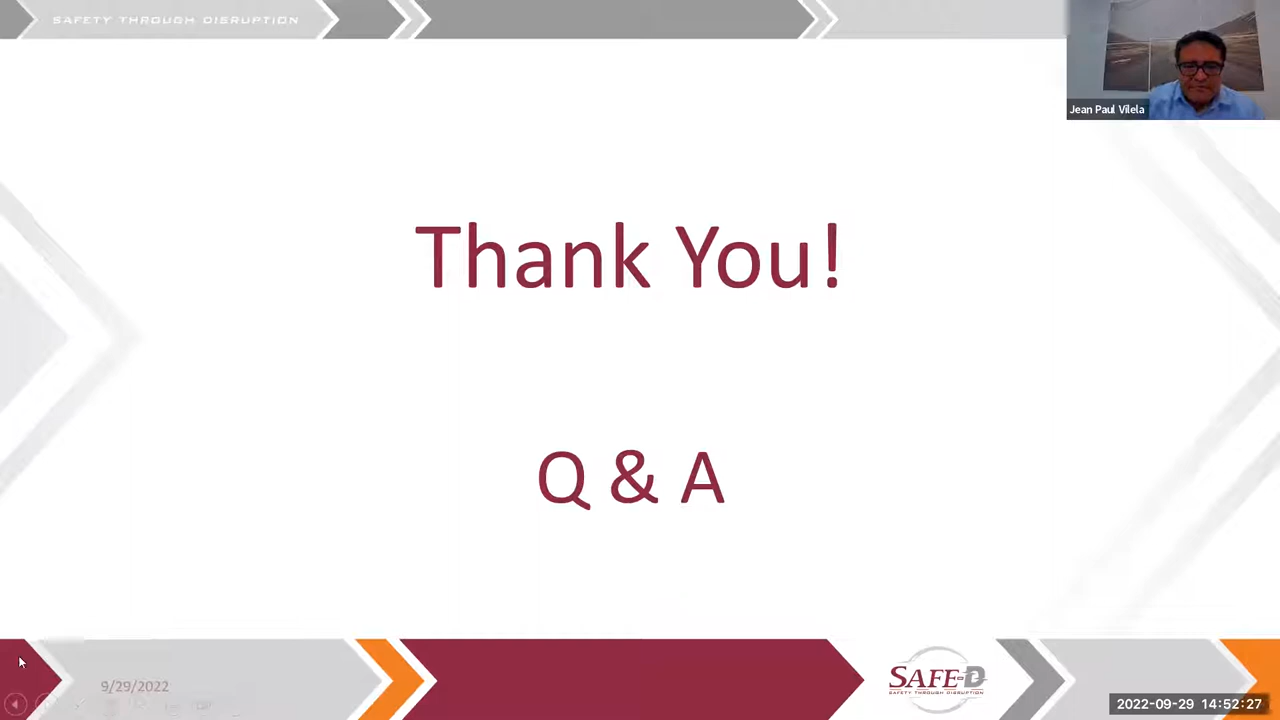 SAFETY THROUGH DISRUPTION
Jean Paul Vilela
Thank You!
Q & A
9/29/2022
SAFE-D
SAFETY THROUGH DISRUPTION
2022-09-29 14:52:27